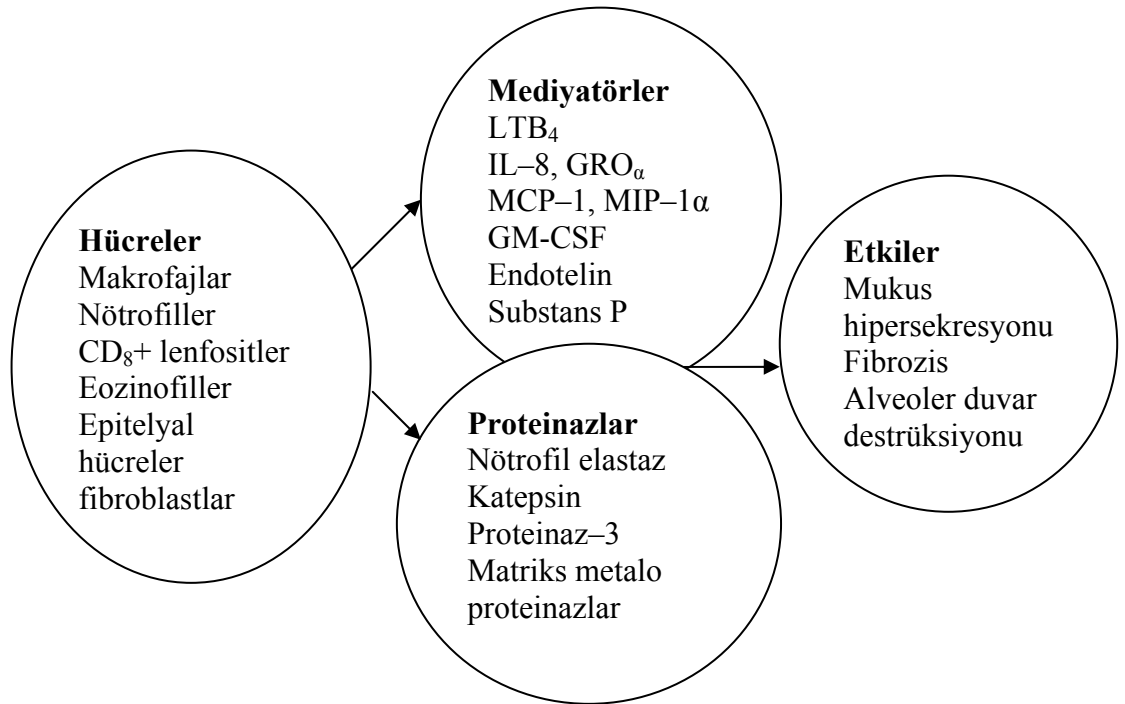 Hücreler
Makrofajlar
Nötrofiller
CD₈+ lenfositler
Eozinofiller
Epitelyal
hücreler
fibroblastlar
Mediyatörler
LTB₄
IL–8, GROα
MCP–1, MIP–1α
GM-CSF
Endotelin
Substans P
Proteinazlar
Nötrofil elastaz
Katepsin
Proteinaz–3
Matriks metalo
proteinazlar
Etkiler
Mukus
hipersekresyonu
Fibrozis
Alveoler duvar
destrüksiyonu